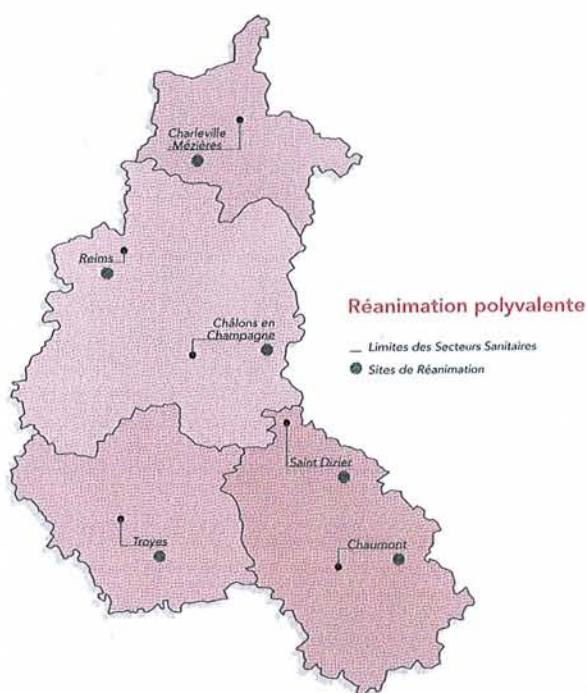 Charleville
Mézières
Reims
Châlons en
Champagne
Réanimation polyvalente
Limites des Secteurs Sanitaires
Sites de Réanimation
Saint Dizier
Troyes
Chaumont